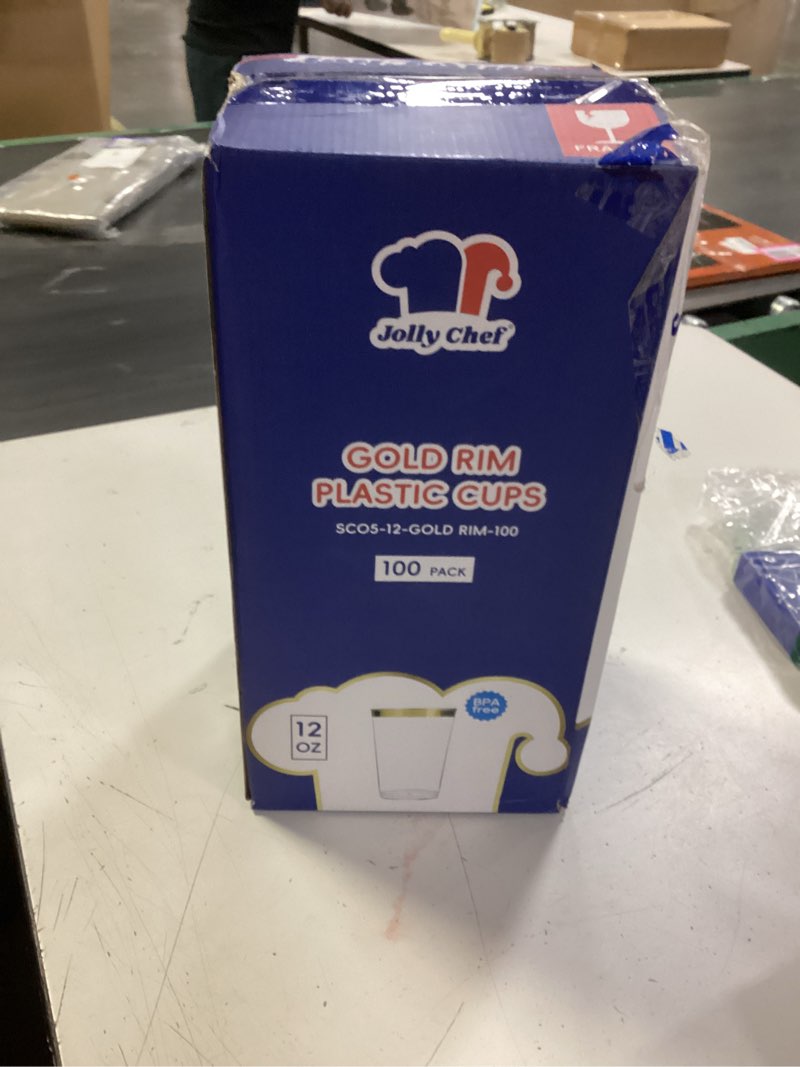 Jolly Chef
GOLD RIM
PLASTIC CUPS
SCO5-12-GOLD RIM-100
100 PACK
BPA
free
12
OZ